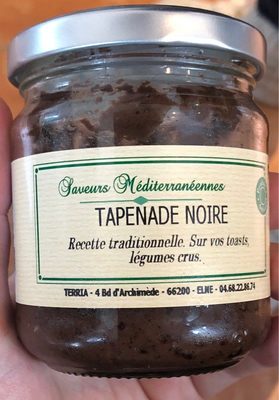 Saveurs Méditerranéennes
TAPENADE NOIRE
Recette traditionnelle. Sur vos toasts,
légumes crus.
TERRIA - 4 Bd d'Archimède - 66200 - ELNE - 04.68.22.86.74